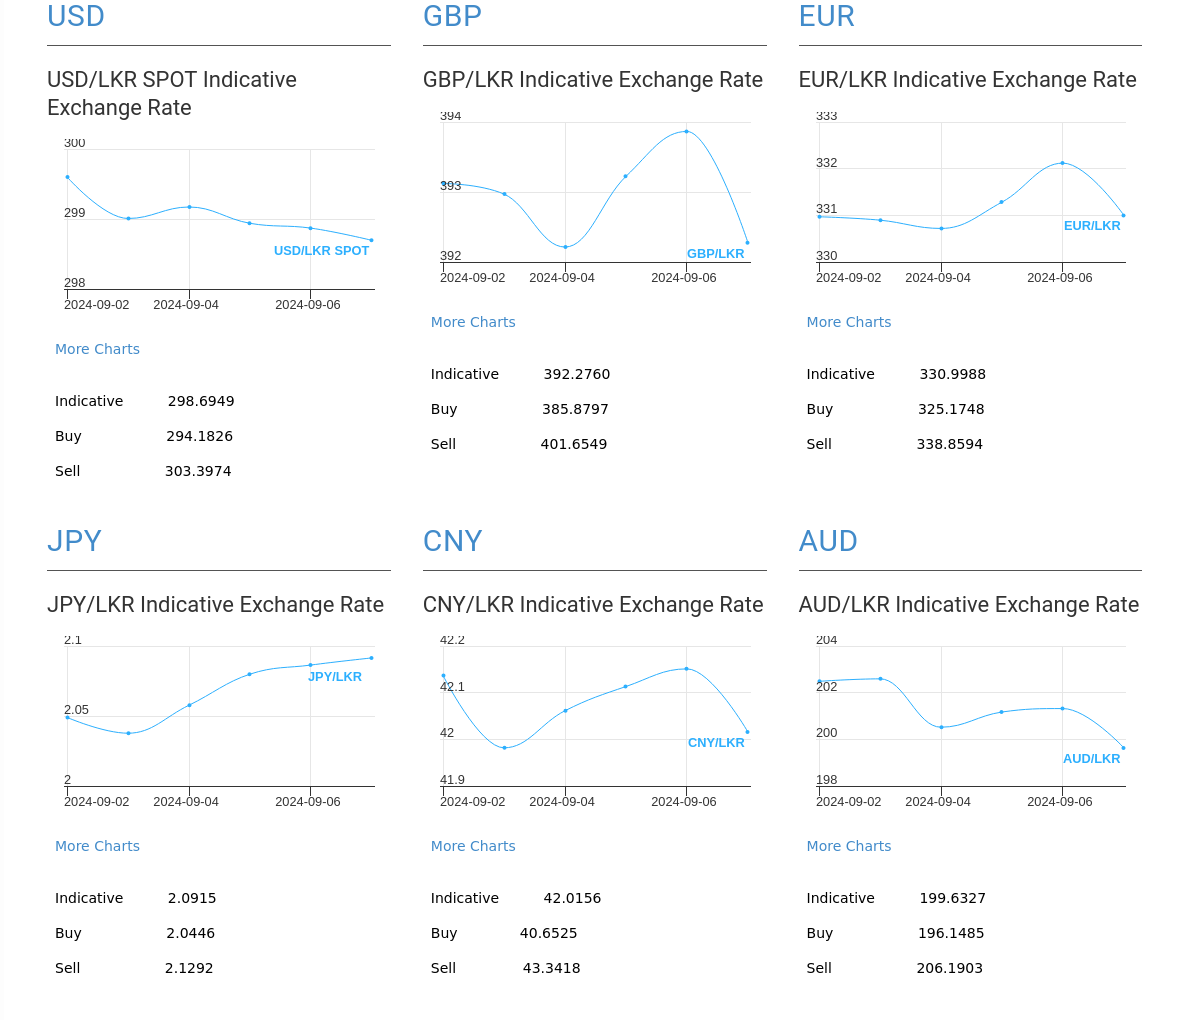 USD
USD/LKR SPOT Indicative
Exchange Rate
300
299
298
USD/LKR SPOT
2024-09-02 2024-09-04 2024-09-06
More Charts
Indicative 298.6949
Buy 294.1826
Sell 303.3974
GBP
GBP/LKR Indicative Exchange Rate
394
393
392
GBP/LKR
2024-09-02 2024-09-04 2024-09-06
More Charts
Indicative 392.2760
Buy 385.8797
Sell 401.6549
EUR
EUR/LKR Indicative Exchange Rate
333
332
331
330
EUR/LKR
2024-09-02 2024-09-04 2024-09-06
More Charts
Indicative 330.9988
Buy 325.1748
Sell 338.8594
JPY
JPY/LKR Indicative Exchange Rate
2.1
2.05
2
JPY/LKR
2024-09-02 2024-09-04 2024-09-06
More Charts
Indicative 2.0915
Buy 2.0446
Sell 2.1292
CNY
CNY/LKR Indicative Exchange Rate
42.2
42.1
42
41.9
CNY/LKR
2024-09-02 2024-09-04 2024-09-06
More Charts
Indicative 42.0156
Buy 40.6525
Sell 43.3418
AUD
AUD/LKR Indicative Exchange Rate
204
202
200
198
AUD/LKR
2024-09-02 2024-09-04 2024-09-06
More Charts
Indicative 199.6327
Buy 196.1485
Sell 206.1903